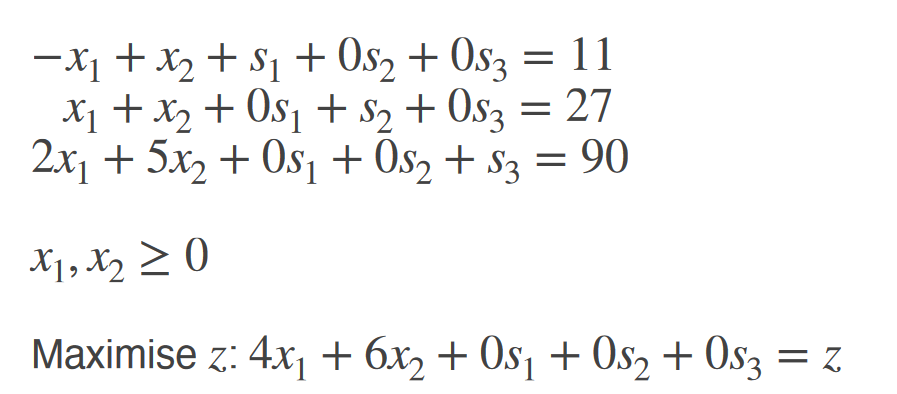 −x₁ + x₂ + s₁ + 0s₂ + 0s₃ = 11
x₁ + x₂ + 0s₁ + s₂ + 0s₃ = 27
2x₁ + 5x₂ + 0s₁ + 0s₂ + s₃ = 90
x₁, x₂ ≥ 0
Maximise z: 4x₁ + 6x₂ + 0s₁ + 0s₂ + 0s₃ = z